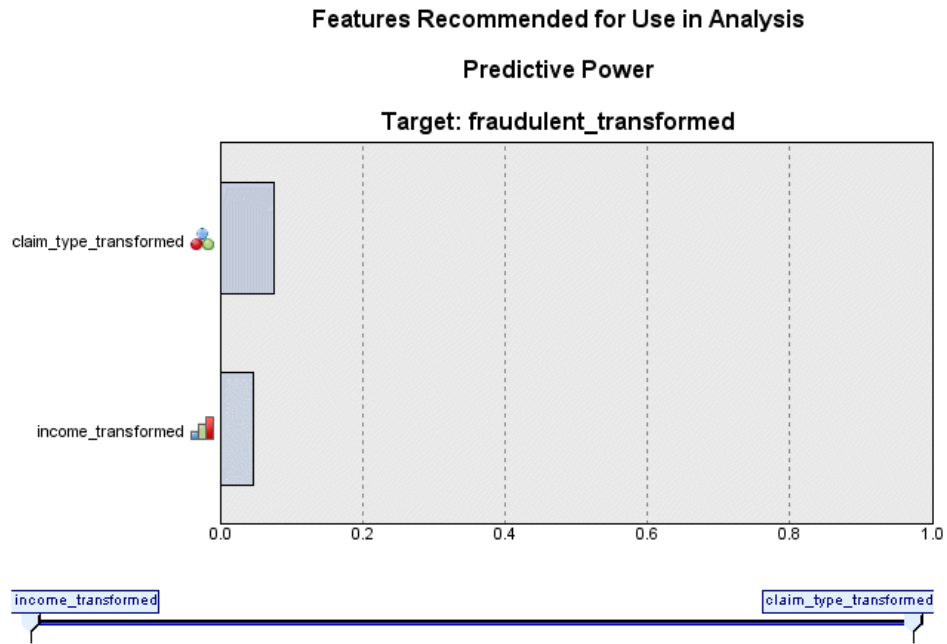 Features Recommended for Use in Analysis
Predictive Power
Target: fraudulent_transformed
claim_type_transformed
income_transformed
0.0 0.2 0.4 0.6 0.8 1.0
income_transformed claim_type_transformed